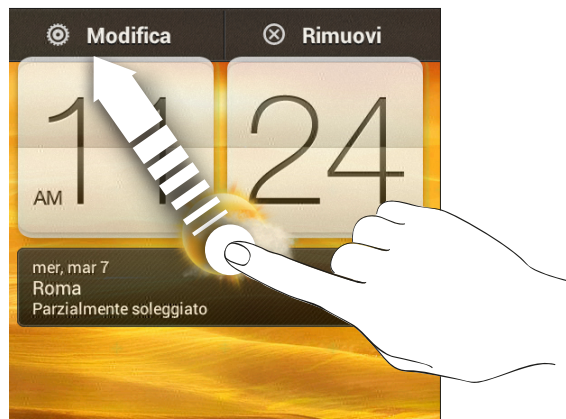 Modifica
Rimuovi
11
24
AM
mer, mar 7
Roma
Parzialmente soleggiato